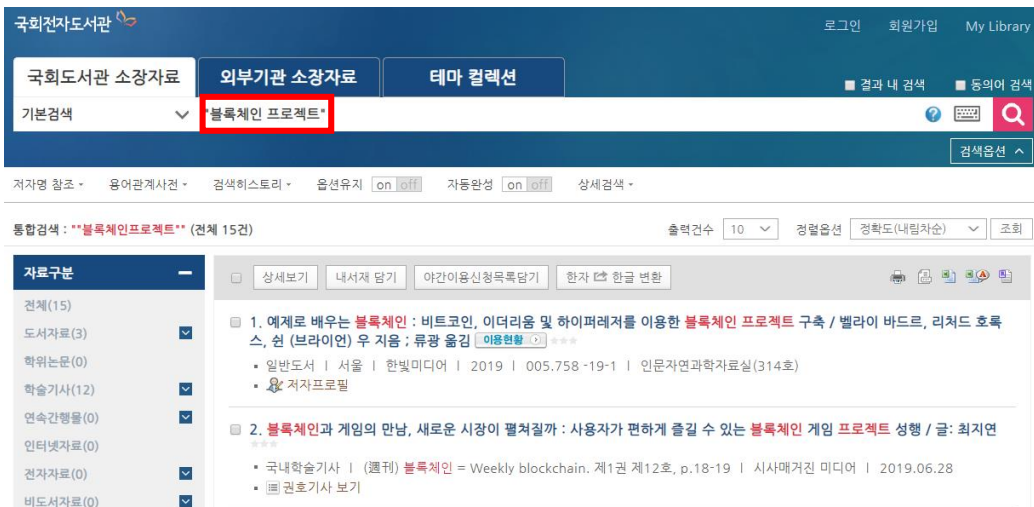 국회전자도서관
로그인 회원가입 My Library
국회도서관 소장자료 외부기관 소장자료 테마 컬렉션
결과 내 검색 동의어 검색
기본검색 "블록체인 프로젝트"
검색옵션
저자명 참조 용어관계사전 검색히스토리 옵션유지 on off 자동완성 on off 상세검색
통합검색 : ""블록체인프로젝트"" (전체 15건) 출력건수 10 정렬옵션 정확도(내림차순) 조회
자료구분
전체(15)
도서자료(3)
학위논문(0)
학술기사(12)
연속간행물(0)
인터넷자료(0)
전자자료(0)
비도서자료(0)
상세보기 내서재 담기 야간이용신청목록담기 한자 한글 변환
1. 예제로 배우는 블록체인 : 비트코인, 이더리움 및 하이퍼레저를 이용한 블록체인 프로젝트 구축 / 벨라이 바드르, 리처드 호록
스, 쉰 (브라이언) 우 지음 ; 류광 옮김 이용현황
일반도서 | 서울 | 한빛미디어 | 2019 | 005.758 -19-1 | 인문자연과학자료실(314호)
저자프로필
2. 블록체인과 게임의 만남, 새로운 시장이 펼쳐질까 : 사용자가 편하게 즐길 수 있는 블록체인 게임 프로젝트 성행 / 글: 최지연
국내학술기사 | (週刊) 블록체인 = Weekly blockchain. 제1권 제12호, p.18-19 | 시사매거진 미디어 | 2019.06.28
권호기사 보기